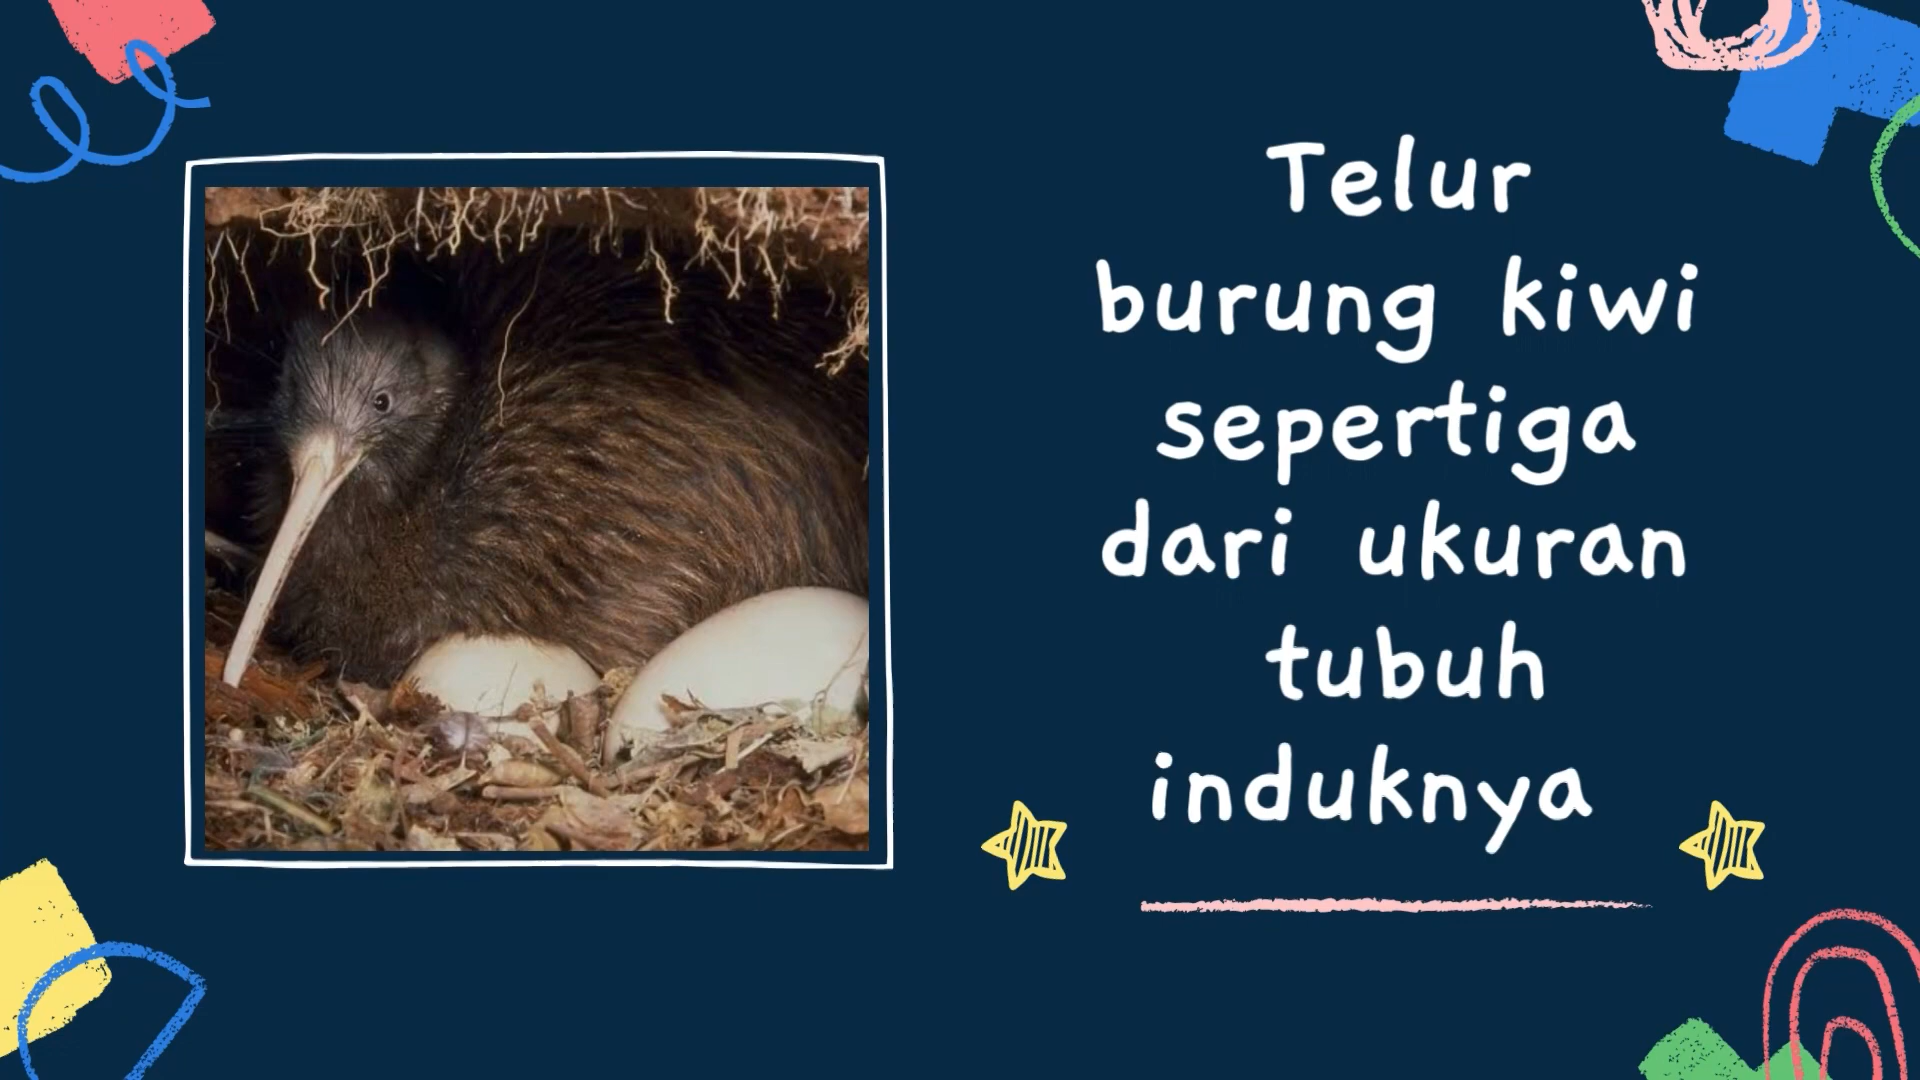 Telur
burung kiwi
sepertiga
dari ukuran
tubuh
induknya